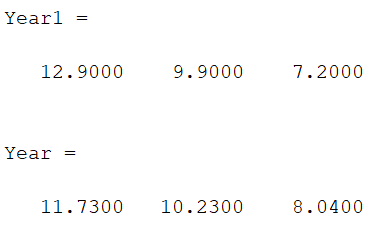 Year1 =
12.9000 9.9000 7.2000
Year =
11.7300 10.2300 8.0400